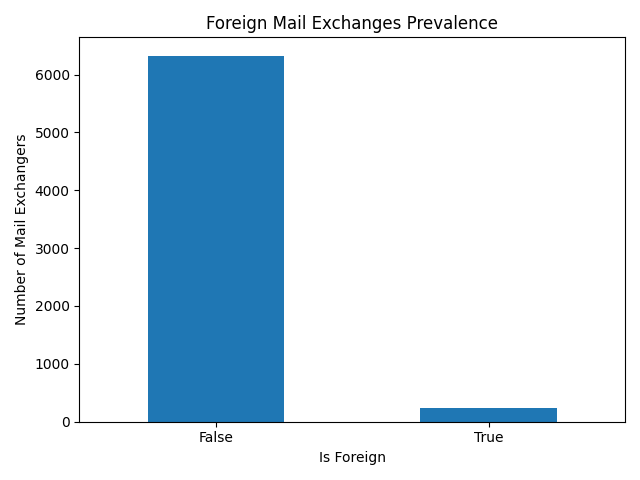 Foreign Mail Exchanges Prevalence
Number of Mail Exchangers
6000
5000
4000
3000
2000
1000
0
False
True
Is Foreign